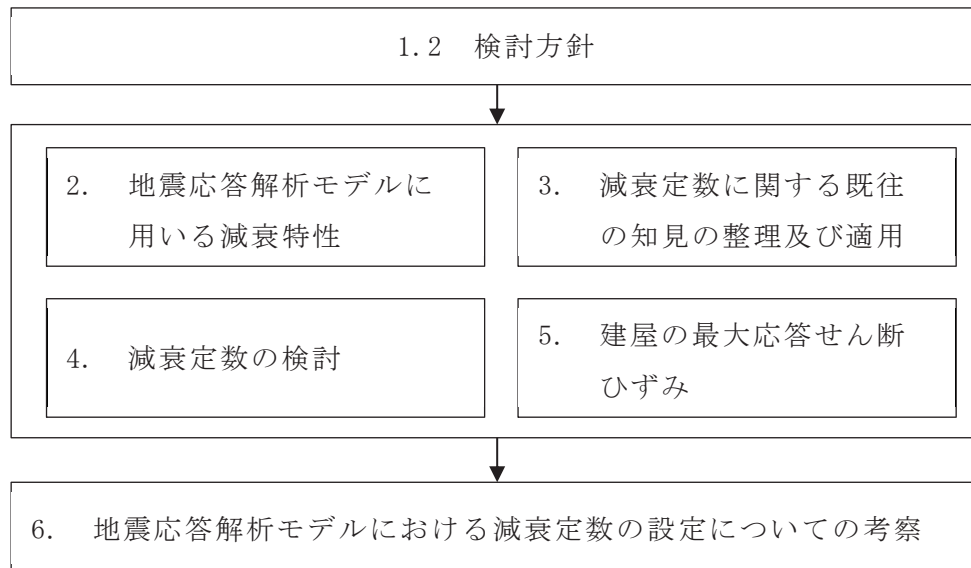 1.2 検討方針
2. 地震応答解析モデルに
用いる減衰特性
3. 減衰定数に関する既往
の知見の整理及び適用
4. 減衰定数の検討
5. 建屋の最大応答せん断
ひずみ
6. 地震応答解析モデルにおける減衰定数の設定についての考察